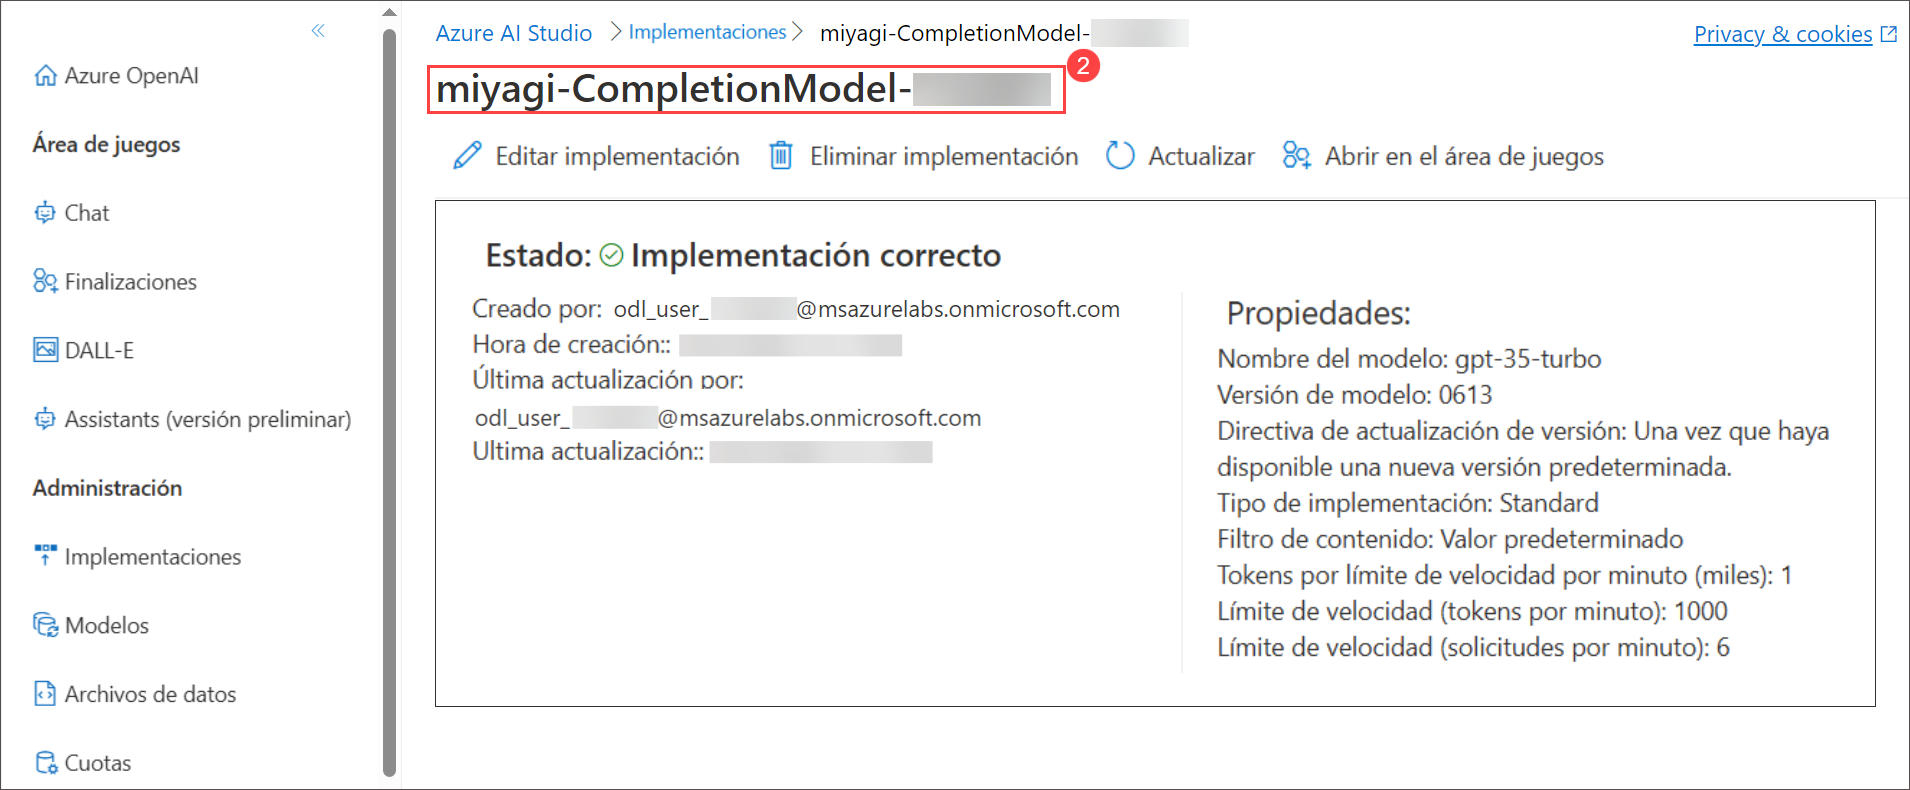 Azure OpenAI
Área de juegos
Chat
Finalizaciones
DALL-E
Assistants (versión preliminar)
Administración
Implementaciones
Modelos
Archivos de datos
Cuotas
Azure AI Studio > Implementaciones > miyagi-CompletionModel-
Privacy & cookies
miyagi-CompletionModel-
2
Editar implementación Eliminar implementación Actualizar Abrir en el área de juegos
Estado: Implementación correcto
Creado por: odl_user_ @msazurelabs.onmicrosoft.com
Hora de creación::
Última actualización por:
odl_user_ @msazurelabs.onmicrosoft.com
Ultima actualización::
Propiedades:
Nombre del modelo: gpt-35-turbo
Versión de modelo: 0613
Directiva de actualización de versión: Una vez que haya
disponible una nueva versión predeterminada.
Tipo de implementación: Standard
Filtro de contenido: Valor predeterminado
Tokens por límite de velocidad por minuto (miles): 1
Límite de velocidad (tokens por minuto): 1000
Límite de velocidad (solicitudes por minuto): 6